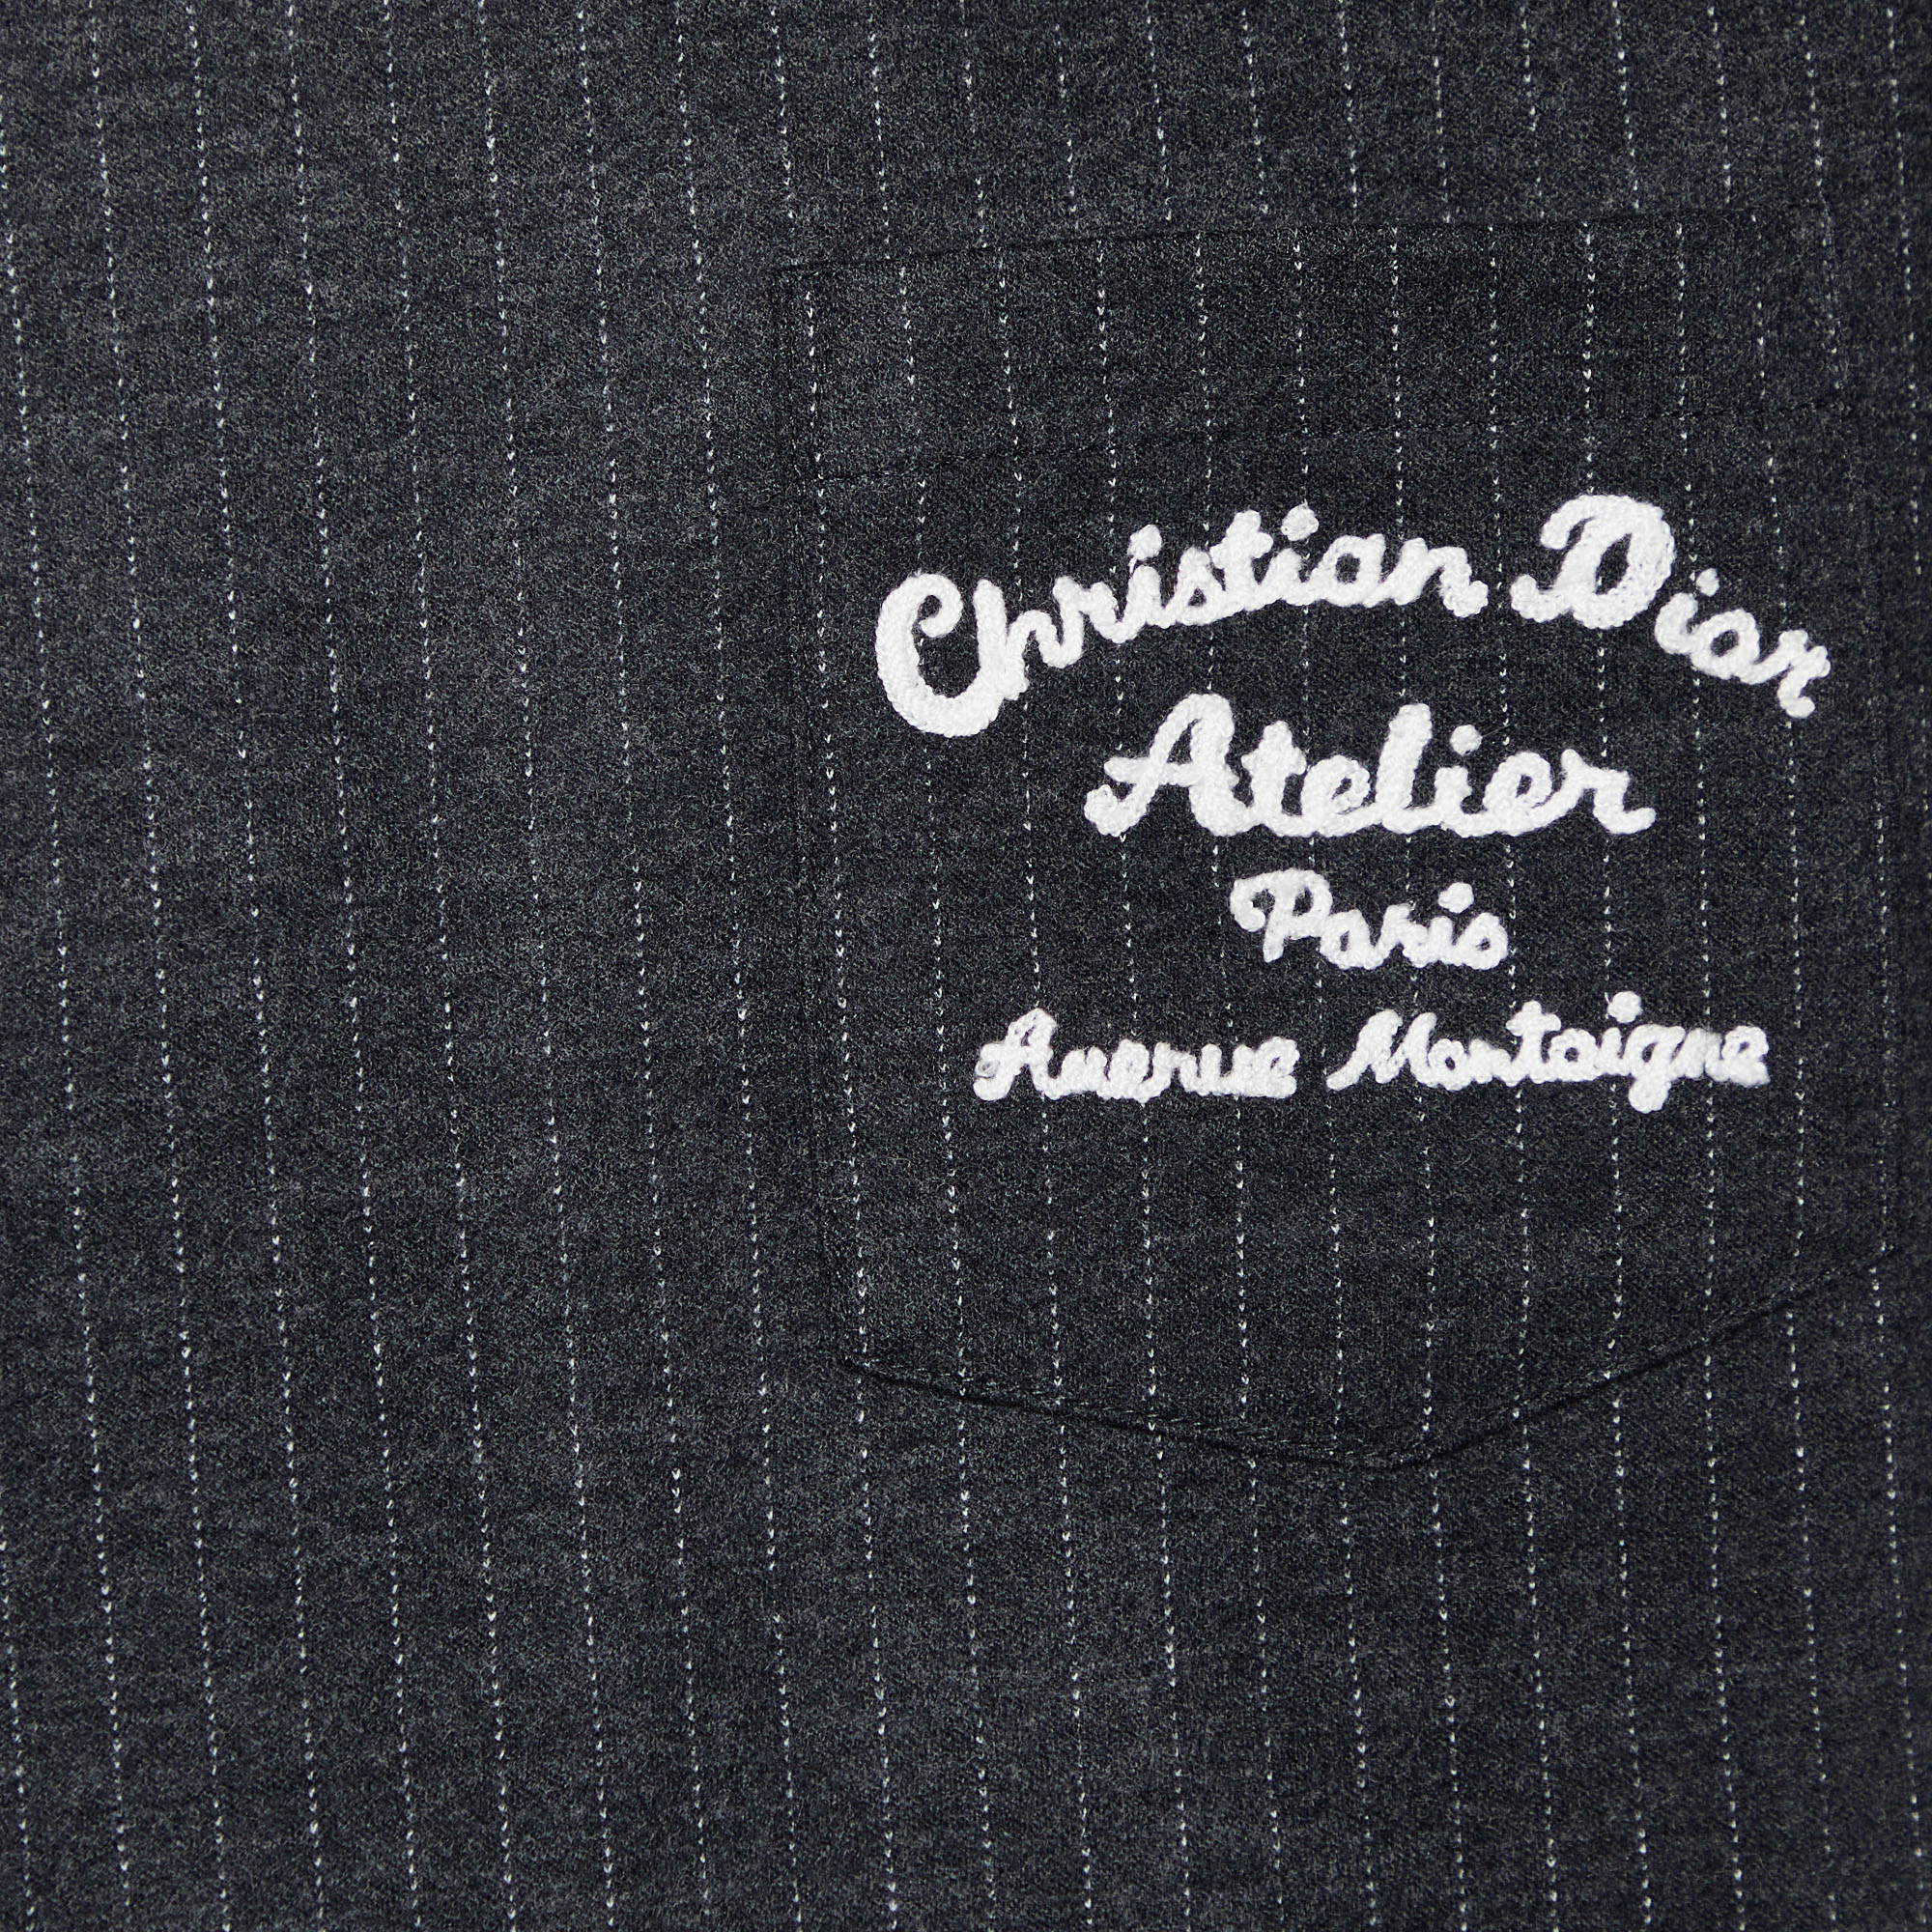 Christian Dior
Atelier
Paris
Avenue Montaigne